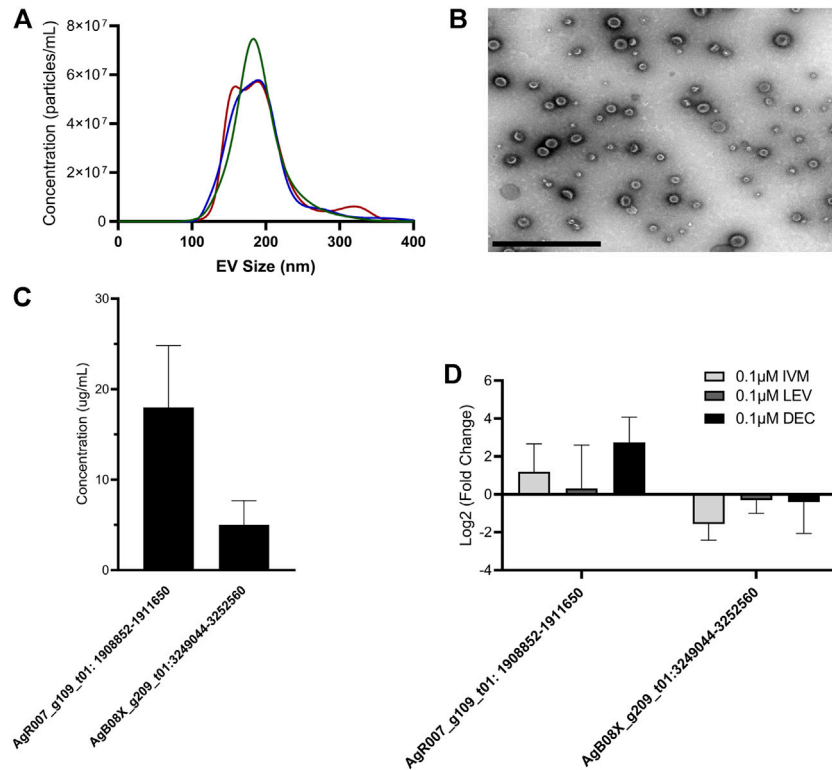 A
Concentration (particles/mL)
8×10⁷
6×10⁷
4×10⁷
2×10⁷
0
0 100 200 300 400
EV Size (nm)
B
C
Concentration (ug/mL)
30
20
10
0
AgR007_g109_t01: 1908852-1911650
AgB08X_g209_t01:3249044-3252560
D
0.1µM IVM
0.1µM LEV
0.1µM DEC
Log2 (Fold Change)
6
4
2
0
-2
-4
AgR007_g109_t01: 1908852-1911650
AgB08X_g209_t01:3249044-3252560